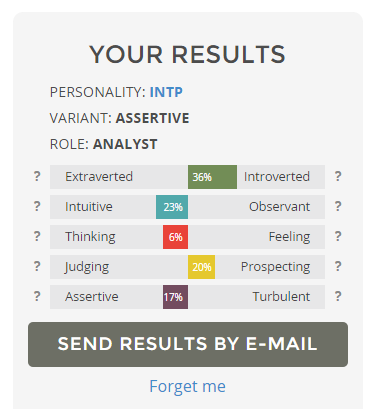 YOUR RESULTS
PERSONALITY: INTP
VARIANT: ASSERTIVE
ROLE: ANALYST
? Extraverted 36% Introverted ?
? Intuitive 23% Observant ?
? Thinking 6% Feeling ?
? Judging 20% Prospecting ?
? Assertive 17% Turbulent ?
SEND RESULTS BY E-MAIL
Forget me